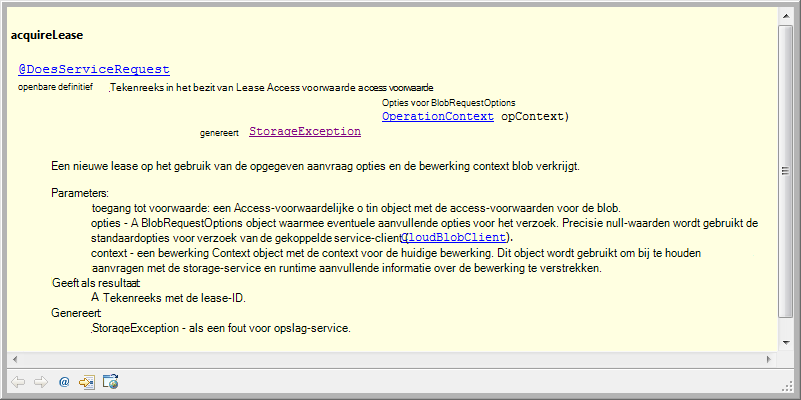 acquireLease
@DoesServiceRequest
openbare definitief .Tekenreeks in het bezit van Lease Access voorwaarde access voorwaarde
Opties voor BlobRequestOptions
OperationContext opContext)
genereert StorageException
Een nieuwe lease op het gebruik van de opgegeven aanvraag opties en de bewerking context blob verkrijgt.
Parameters:
toegang tot voorwaarde: een Access-voorwaardelijke o tin object met de access-voorwaarden voor de blob.
opties - A BlobRequestOptions object waarmee eventuele aanvullende opties voor het verzoek. Precisie null-waarden wordt gebruikt de
standaardopties voor verzoek van de gekoppelde service-client(CloudBlobClient).
context - een bewerking Context object met de context voor de huidige bewerking. Dit object wordt gebruikt om bij te houden
aanvragen met de storage-service en runtime aanvullende informatie over de bewerking te verstrekken.
Geeft als resultaat:
A Tekenreeks met de lease-ID.
Genereert:
.StorageException - als een fout voor opslag-service.